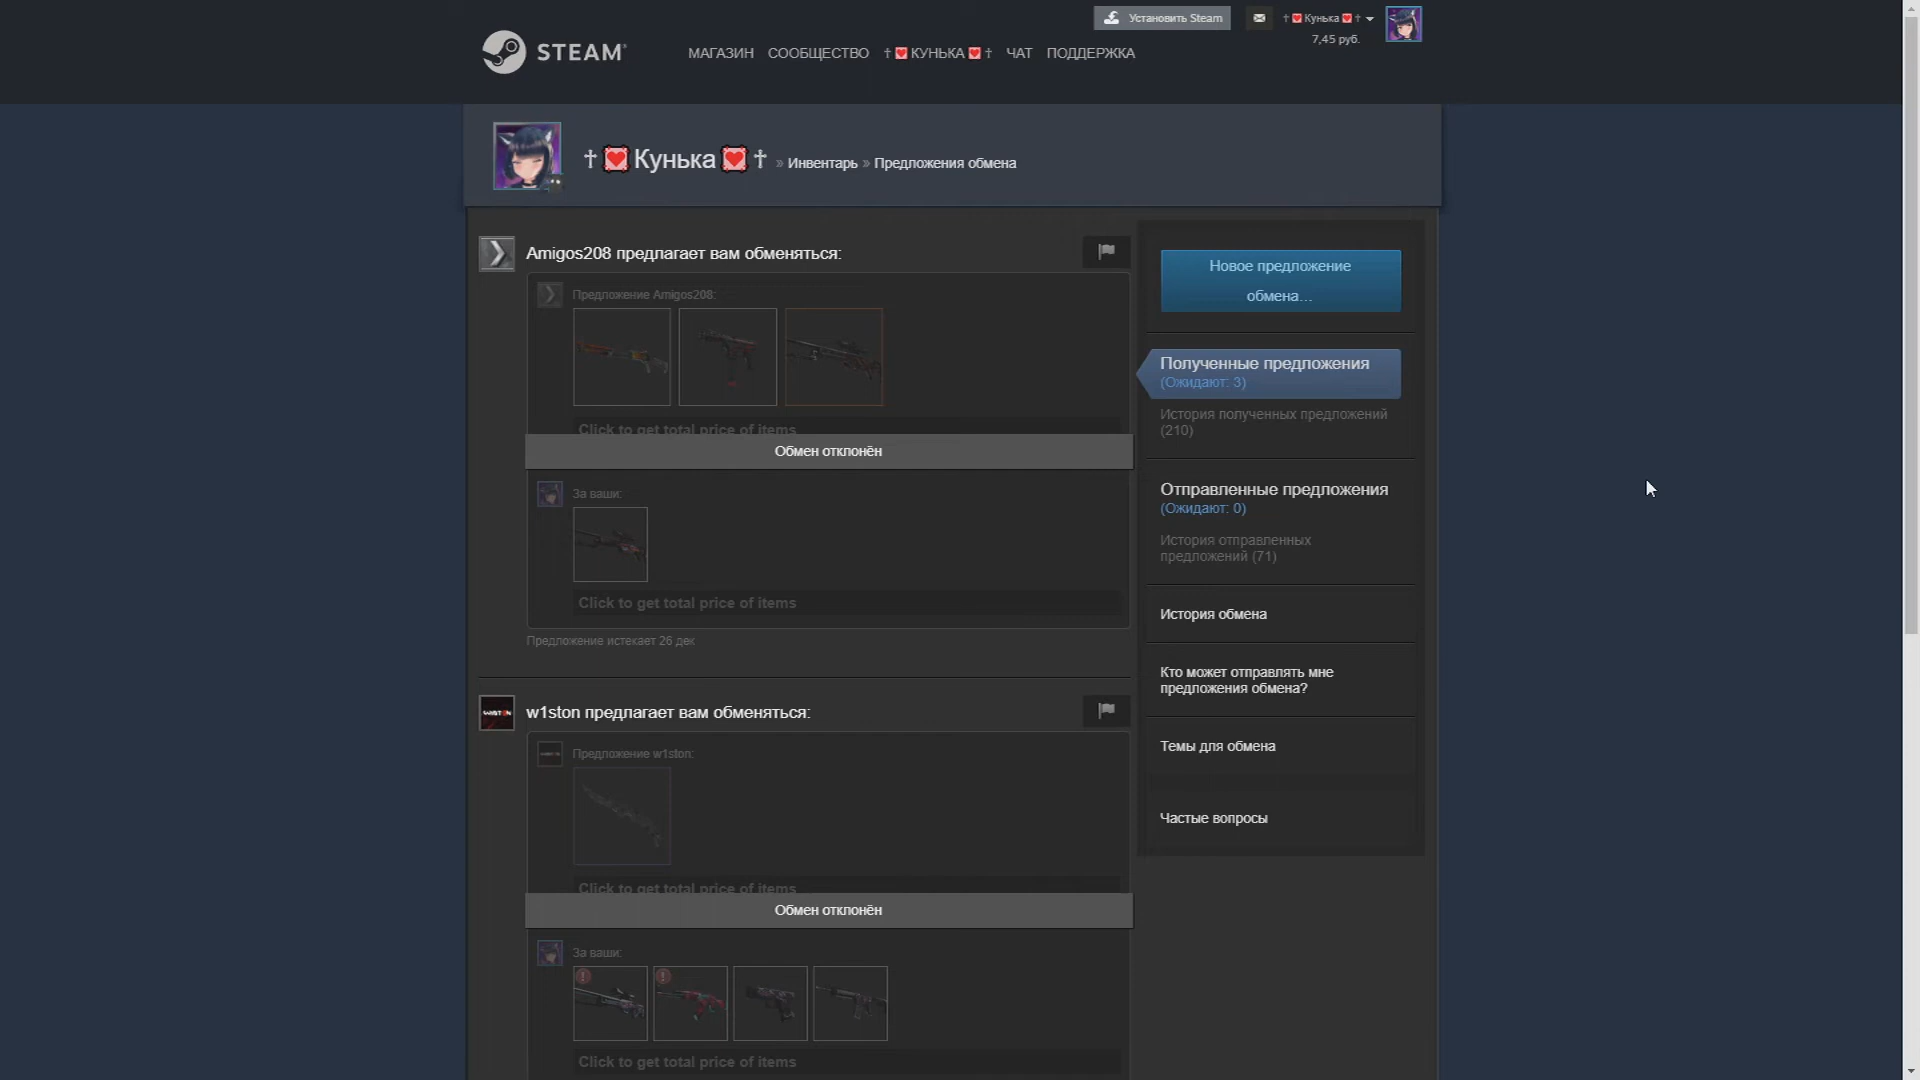 Установить Steam
†💟Кунька💟†
7,45 руб.
STEAM
МАГАЗИН СООБЩЕСТВО †💟КУНЬКА💟† ЧАТ ПОДДЕРЖКА
†💟Кунька💟† » Инвентарь » Предложения обмена
Amigos208 предлагает вам обменяться:
Предложение Amigos208:
Click to get total price of items
Обмен отклонён
За ваши:
Click to get total price of items
Предложение истекает 26 дек
w1ston предлагает вам обменяться:
Предложение w1ston:
Click to get total price of items
Обмен отклонён
За ваши:
Click to get total price of items
Новое предложение
обмена…
Полученные предложения
(Ожидают: 3)
История полученных предложений
(210)
Отправленные предложения
(Ожидают: 0)
История отправленных
предложений (71)
История обмена
Кто может отправлять мне
предложения обмена?
Темы для обмена
Частые вопросы